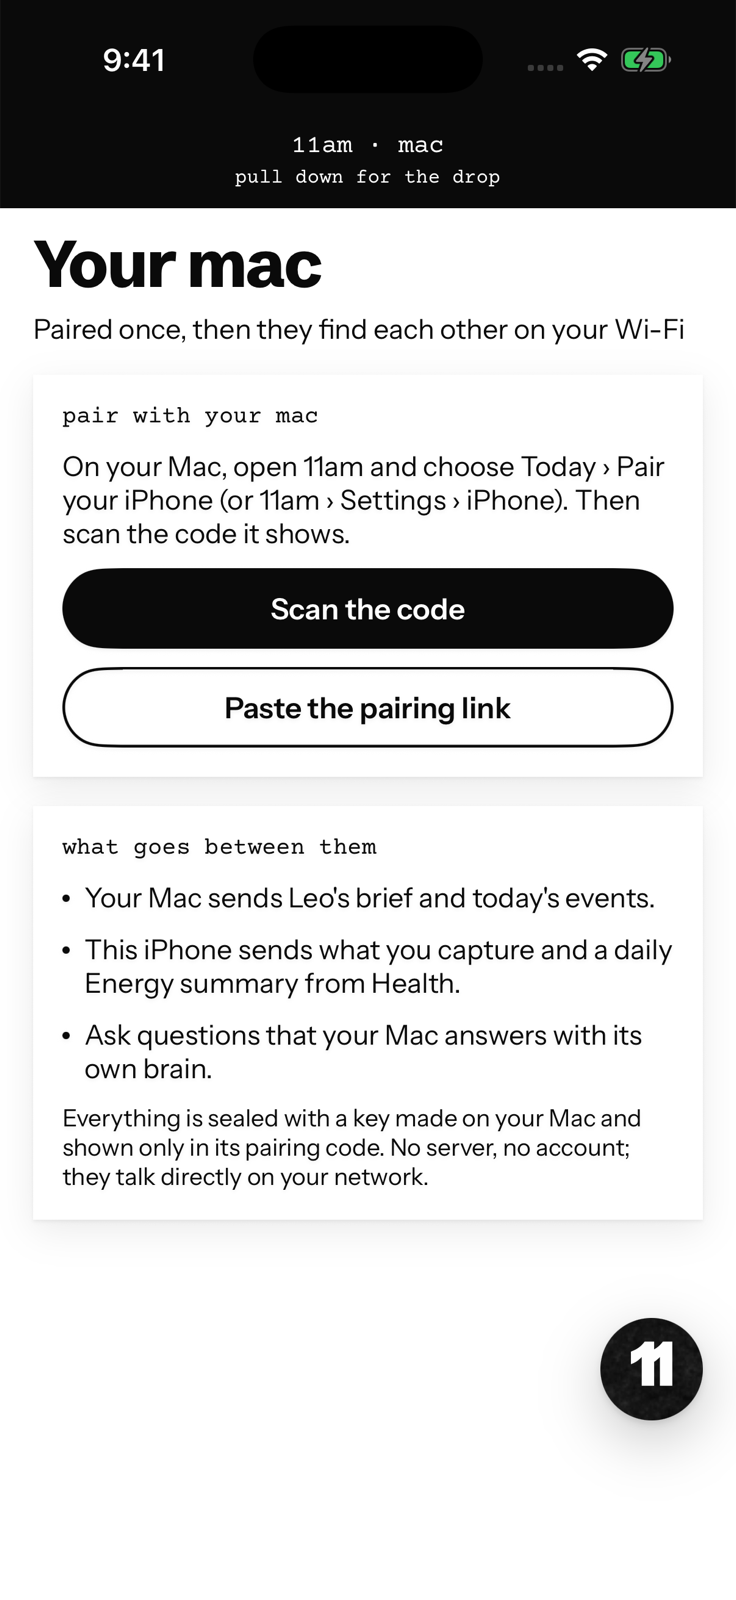 9:41
11am · mac
pull down for the drop
Your mac
Paired once, then they find each other on your Wi-Fi
pair with your mac
On your Mac, open 11am and choose Today › Pair
your iPhone (or 11am › Settings › iPhone). Then
scan the code it shows.
Scan the code
Paste the pairing link
what goes between them
• Your Mac sends Leo's brief and today's events.
• This iPhone sends what you capture and a daily
Energy summary from Health.
• Ask questions that your Mac answers with its
own brain.
Everything is sealed with a key made on your Mac and
shown only in its pairing code. No server, no account;
they talk directly on your network.
11